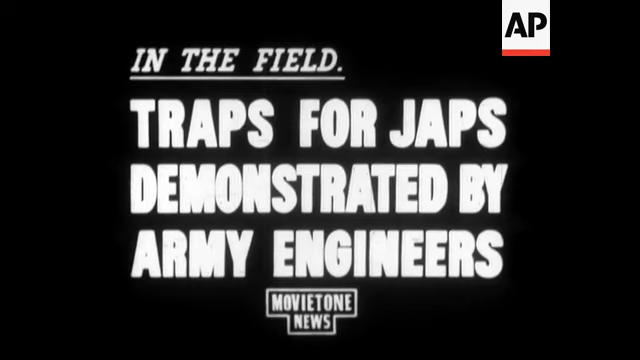 AP
IN THE FIELD.
TRAPS FOR JAPS
DEMONSTRATED BY
ARMY ENGINEERS
MOVIETONE
NEWS